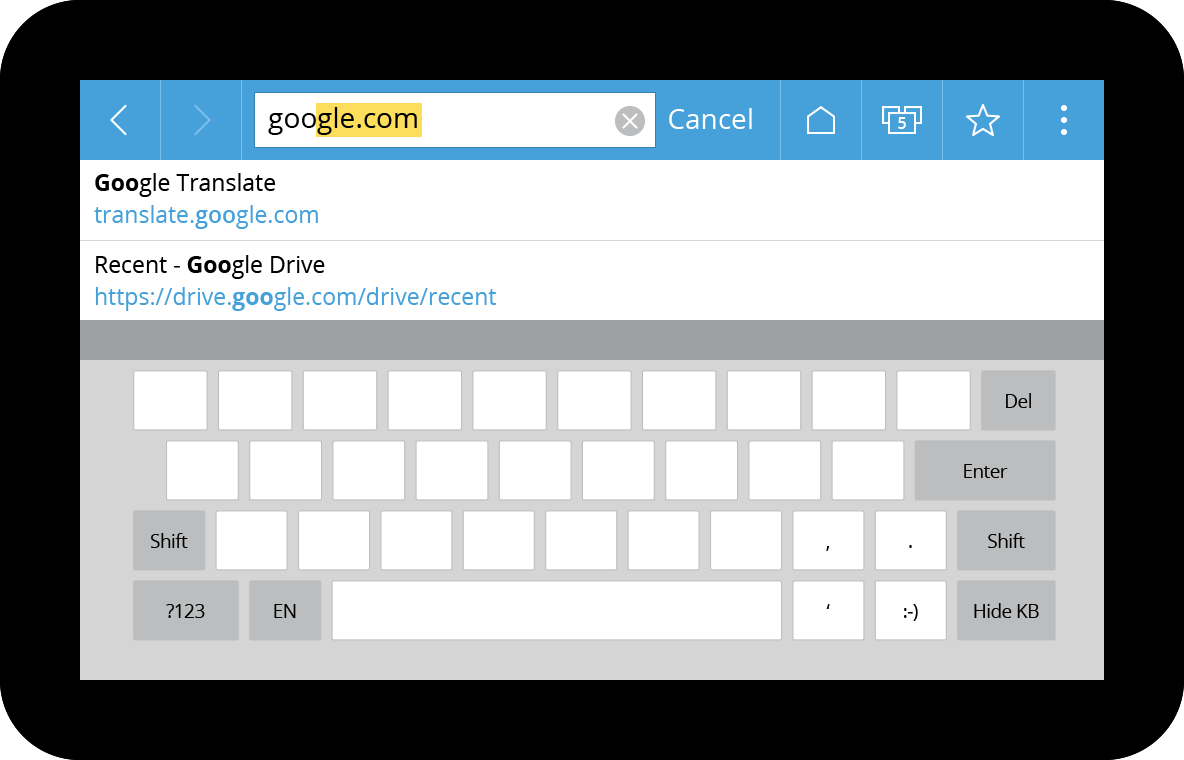 google.com Cancel 5
Google Translate
translate.google.com
Recent - Google Drive
https://drive.google.com/drive/recent
Del
Enter
Shift , . Shift
?123 EN ‘ :-) Hide KB